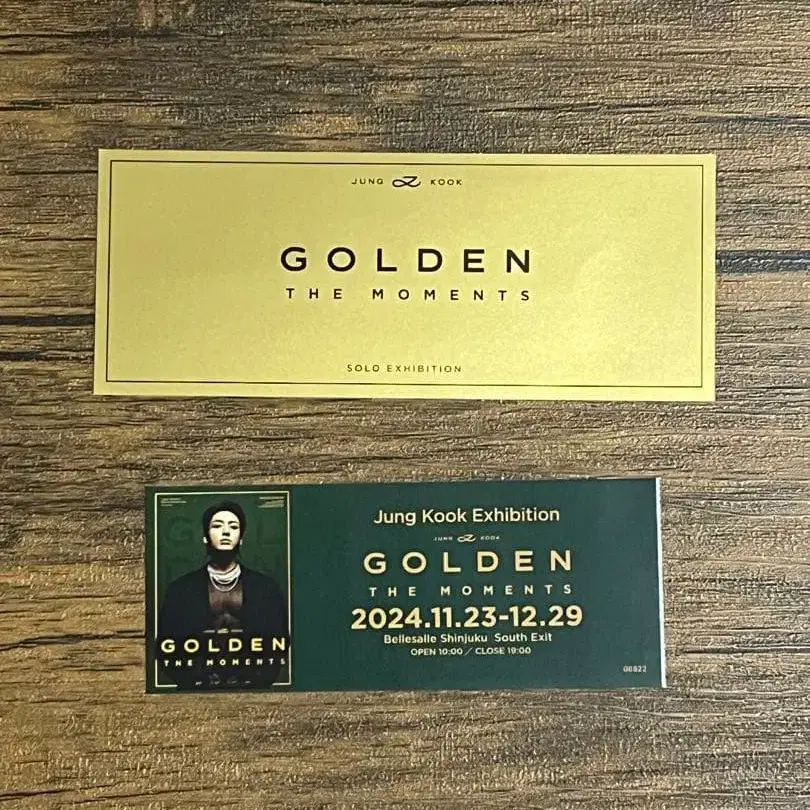 JUNG KOOK
GOLDEN
THE MOMENTS
SOLO EXHIBITION
GOLDEN
THE MOMENTS
Jung Kook Exhibition
JUNG KOOK
GOLDEN
THE MOMENTS
2024.11.23-12.29
Bellesalle Shinjuku South Exit
OPEN 10:00 / CLOSE 19:00